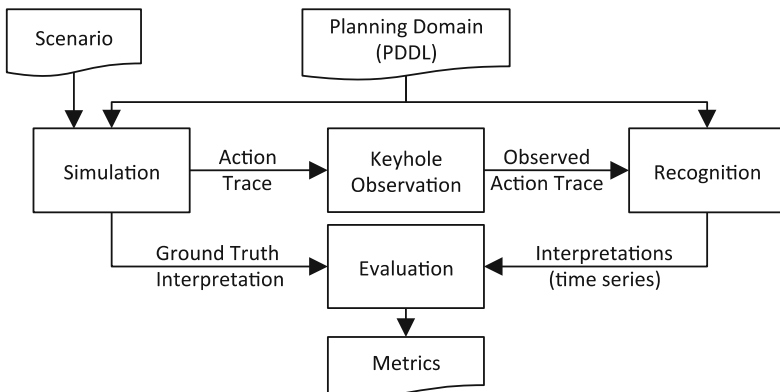 Scenario
Planning Domain
(PDDL)
Simulation
Action
Trace
Keyhole
Observation
Observed
Action Trace
Recognition
Ground Truth
Interpretation
Evaluation
Interpretations
(time series)
Metrics